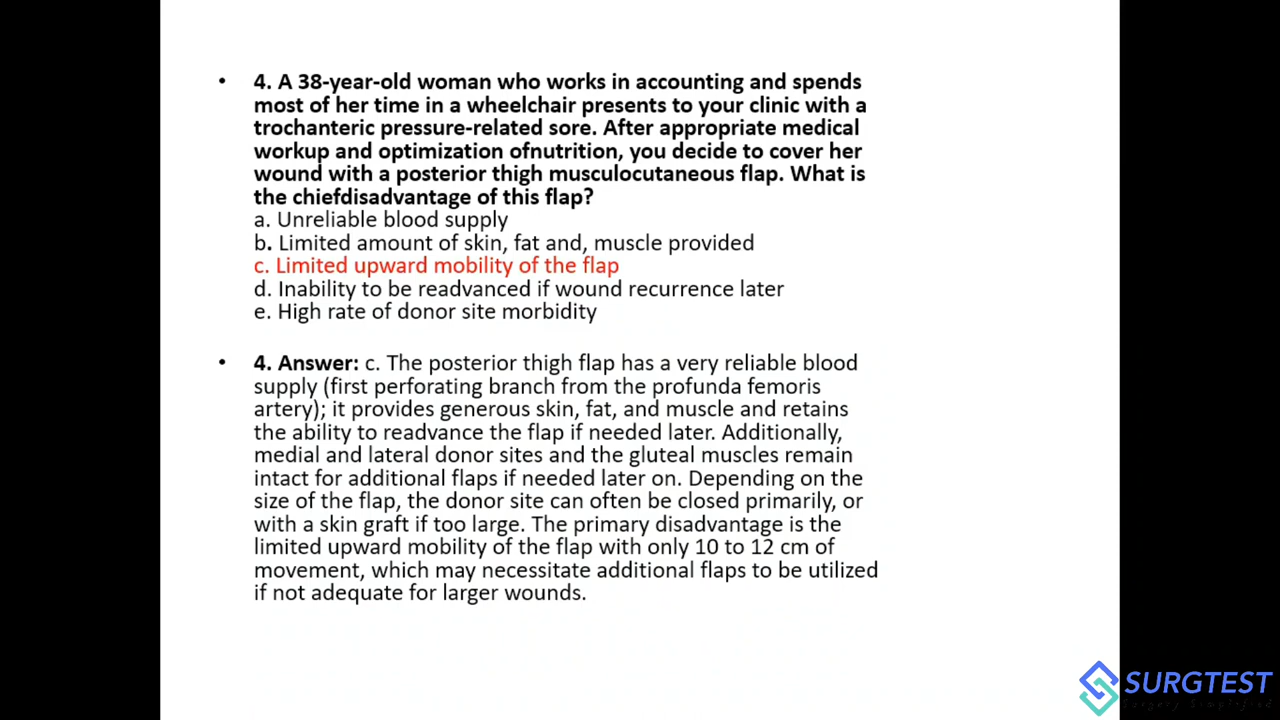 • 4. A 38-year-old woman who works in accounting and spends
most of her time in a wheelchair presents to your clinic with a
trochanteric pressure-related sore. After appropriate medical
workup and optimization ofnutrition, you decide to cover her
wound with a posterior thigh musculocutaneous flap. What is
the chiefdisadvantage of this flap?
a. Unreliable blood supply
b. Limited amount of skin, fat and, muscle provided
c. Limited upward mobility of the flap
d. Inability to be readvanced if wound recurrence later
e. High rate of donor site morbidity
• 4. Answer: c. The posterior thigh flap has a very reliable blood
supply (first perforating branch from the profunda femoris
artery); it provides generous skin, fat, and muscle and retains
the ability to readvance the flap if needed later. Additionally,
medial and lateral donor sites and the gluteal muscles remain
intact for additional flaps if needed later on. Depending on the
size of the flap, the donor site can often be closed primarily, or
with a skin graft if too large. The primary disadvantage is the
limited upward mobility of the flap with only 10 to 12 cm of
movement, which may necessitate additional flaps to be utilized
if not adequate for larger wounds.
SURGTEST
Surgery Simplified